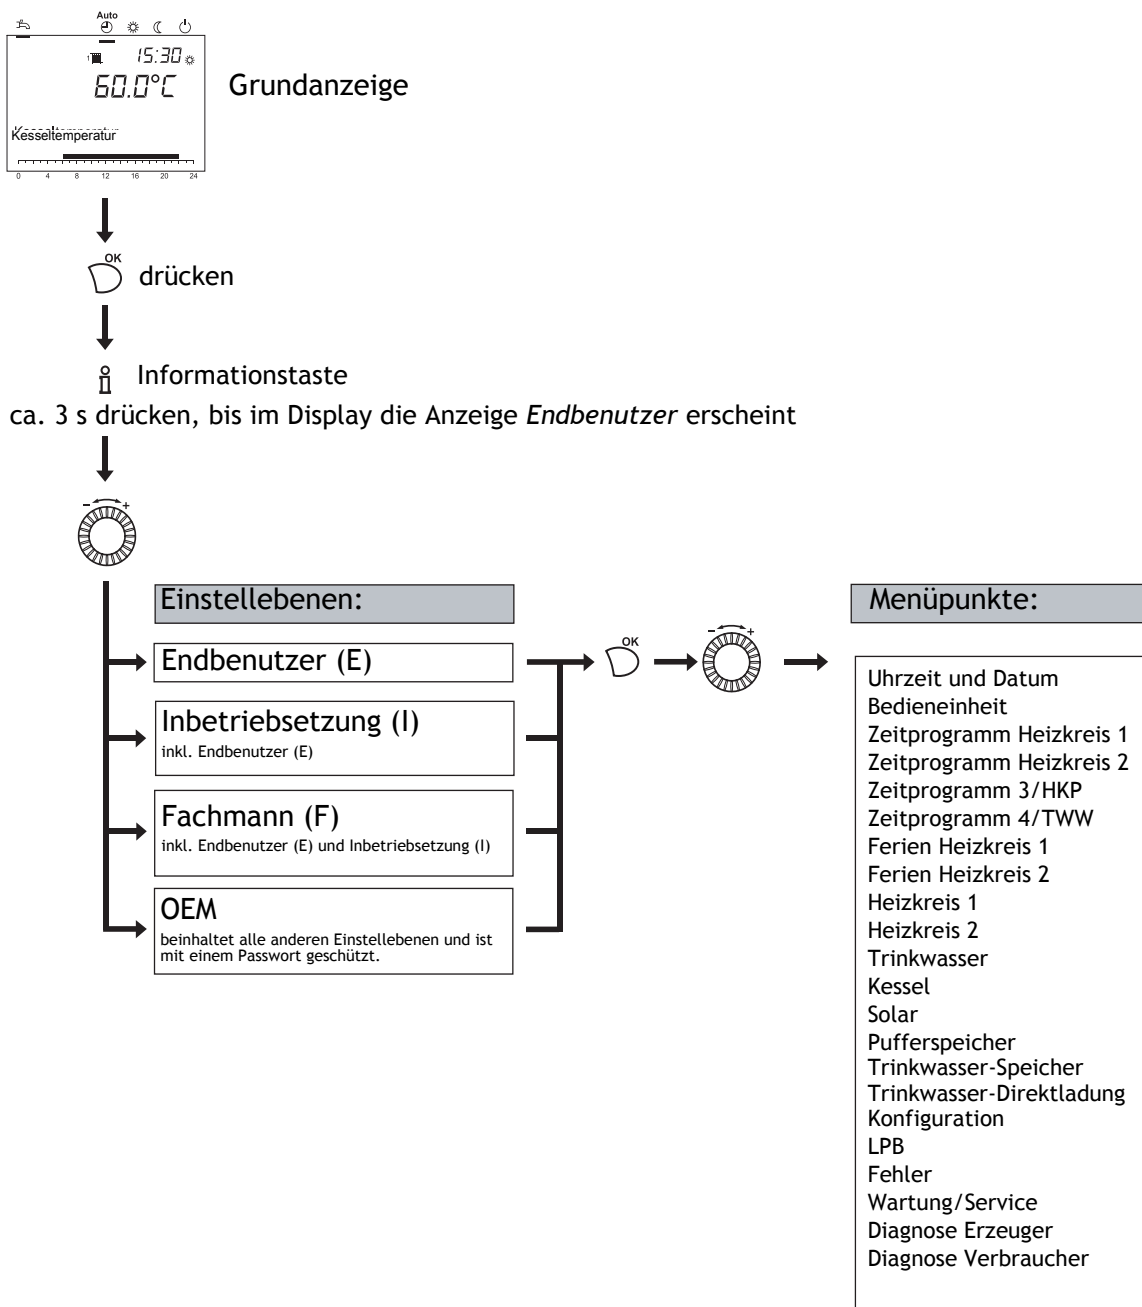 Auto
1 15:30
60.0°C
Grundanzeige
Kesseltemperatur
0 4 8 12 16 20 24
OK
drücken
Informationstaste
ca. 3 s drücken, bis im Display die Anzeige Endbenutzer erscheint
- +
Einstellebenen:
Endbenutzer (E)
Inbetriebsetzung (I)
inkl. Endbenutzer (E)
Fachmann (F)
inkl. Endbenutzer (E) und Inbetriebsetzung (I)
OEM
beinhaltet alle anderen Einstellebenen und ist
mit einem Passwort geschützt.
OK
- +
Menüpunkte:
Uhrzeit und Datum
Bedieneinheit
Zeitprogramm Heizkreis 1
Zeitprogramm Heizkreis 2
Zeitprogramm 3/HKP
Zeitprogramm 4/TWW
Ferien Heizkreis 1
Ferien Heizkreis 2
Heizkreis 1
Heizkreis 2
Trinkwasser
Kessel
Solar
Pufferspeicher
Trinkwasser-Speicher
Trinkwasser-Direktladung
Konfiguration
LPB
Fehler
Wartung/Service
Diagnose Erzeuger
Diagnose Verbraucher